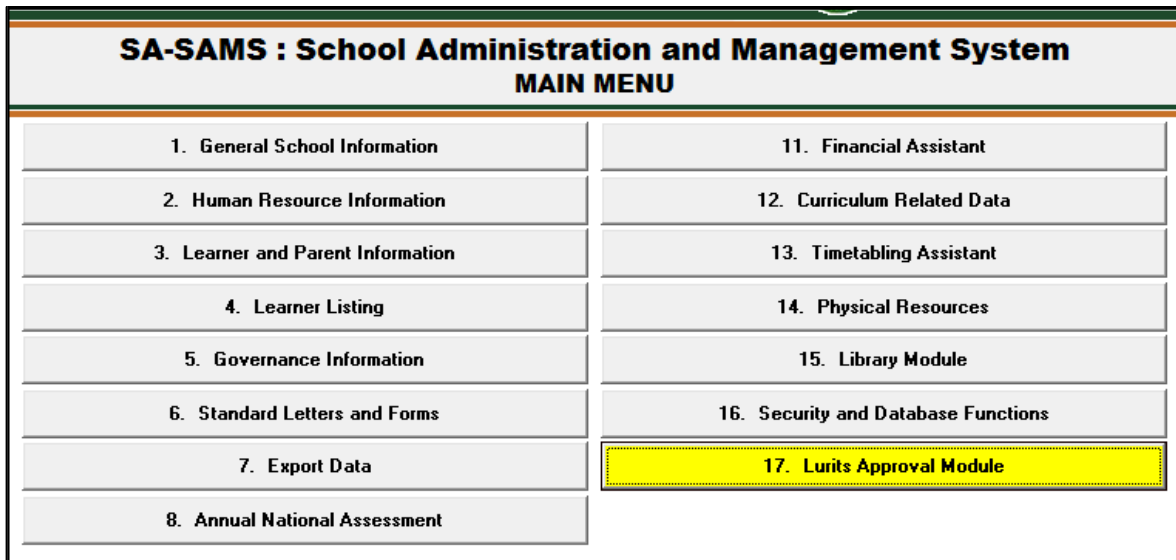 SA-SAMS : School Administration and Management System
MAIN MENU
1. General School Information
2. Human Resource Information
3. Learner and Parent Information
4. Learner Listing
5. Governance Information
6. Standard Letters and Forms
7. Export Data
8. Annual National Assessment
11. Financial Assistant
12. Curriculum Related Data
13. Timetabling Assistant
14. Physical Resources
15. Library Module
16. Security and Database Functions
17. Lurits Approval Module